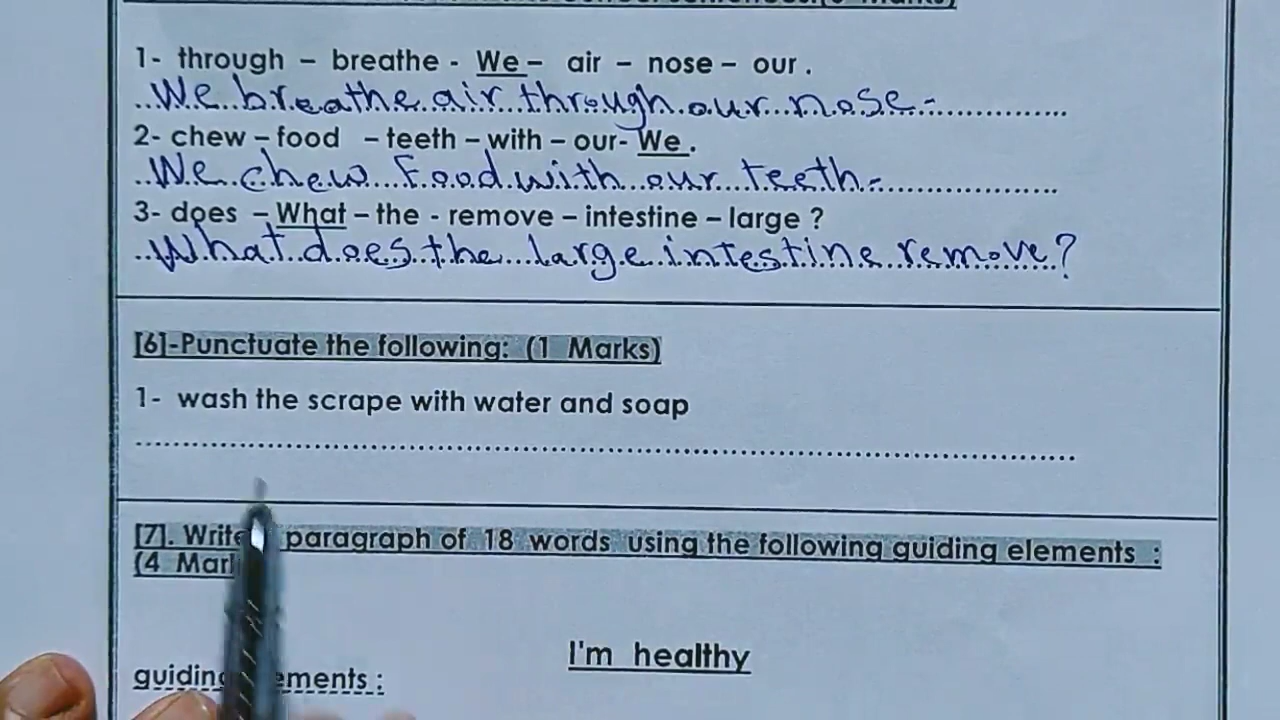 1- through – breathe - We – air – nose – our .
We breathe air through our nose.
2- chew – food – teeth – with – our- We .
We chew food with our teeth.
3- does – What – the - remove – intestine – large ?
What does the large intestine remove?
[6]-Punctuate the following: (1 Marks)
1- wash the scrape with water and soap
[7]. Write paragraph of 18 words using the following guiding elements :
(4
I'm healthy
: